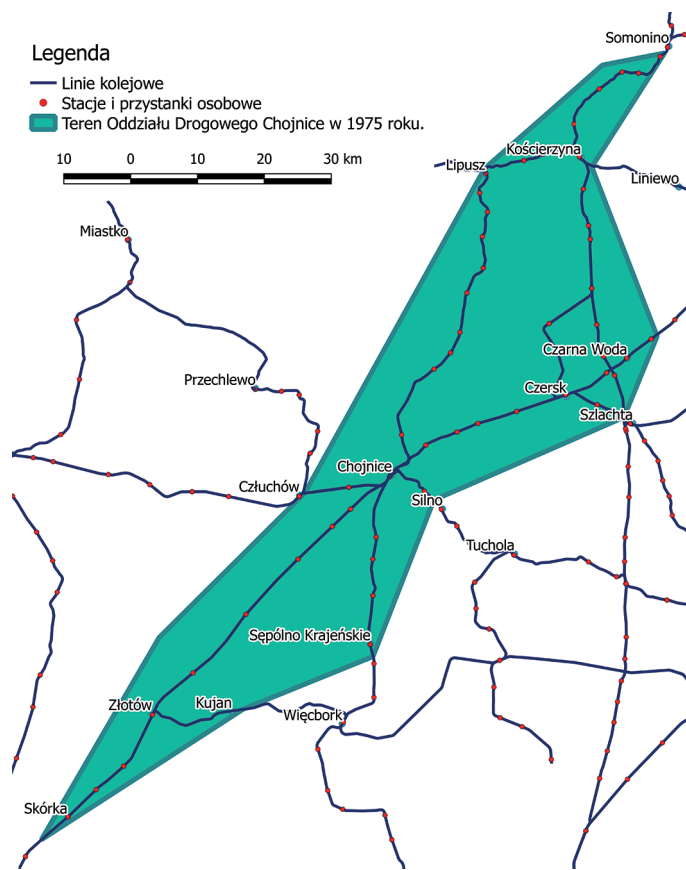 Somonino
Legenda
Linie kolejowe
Stacje i przystanki osobowe
Teren Oddziału Drogowego Chojnice w 1975 roku.
10 0 10 20 30 km
Kościerzyna
Lipusz
Liniewo
Miastko
Czarna Woda
Przechlewo
Czersk
Szlachta
Chojnice
Człuchów
Silno
Tuchola
Sępólno Krajeńskie
Złotów
Kujan
Więcbork
Skórka